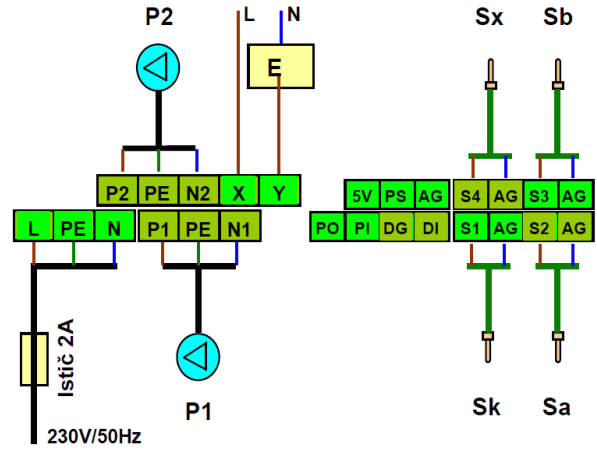 P2 L N Sx Sb
E
P2 PE N2 X Y 5V PS AG S4 AG S3 AG
L PE N P1 PE N1 PO PI DG DI S1 AG S2 AG
Istič 2A
P1 Sk Sa
230V/50Hz